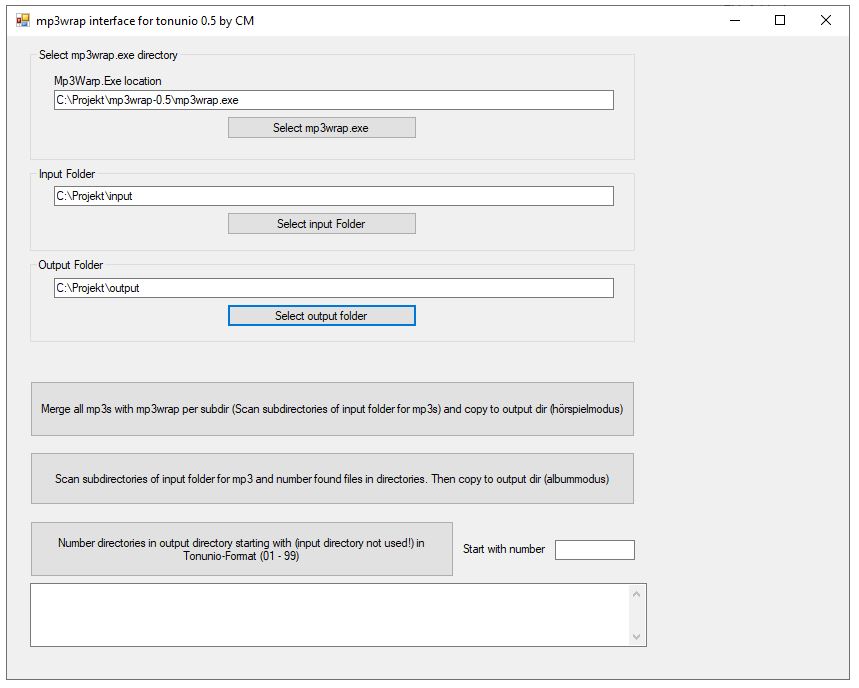 mp3wrap interface for tonunio 0.5 by CM
Select mp3wrap.exe directory
Mp3Warp.Exe location
C:\Projekt\mp3wrap-0.5\mp3wrap.exe
Select mp3wrap.exe
Input Folder
C:\Projekt\input
Select input Folder
Output Folder
C:\Projekt\output
Select output folder
Merge all mp3s with mp3wrap per subdir (Scan subdirectories of input folder for mp3s) and copy to output dir (hörspielmodus)
Scan subdirectories of input folder for mp3 and number found files in directories. Then copy to output dir (albummodus)
Number directories in output directory starting with (input directory not used!) in
Tonunio-Format (01 - 99)
Start with number